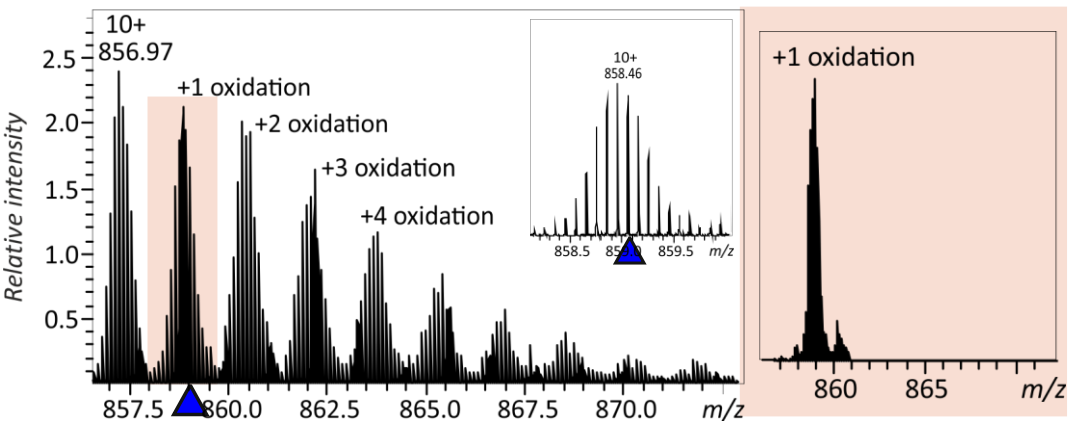 10+
856.97
+1 oxidation
+2 oxidation
+3 oxidation
+4 oxidation
Relative intensity
2.5
2.0
1.5
1.0
0.5
857.5
860.0
862.5
865.0
867.5
870.0
m/z
10+
858.46
858.5
859.5
m/z
+1 oxidation
860
865
m/z